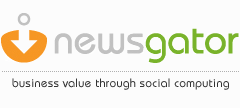 newsgator
business value through social computing